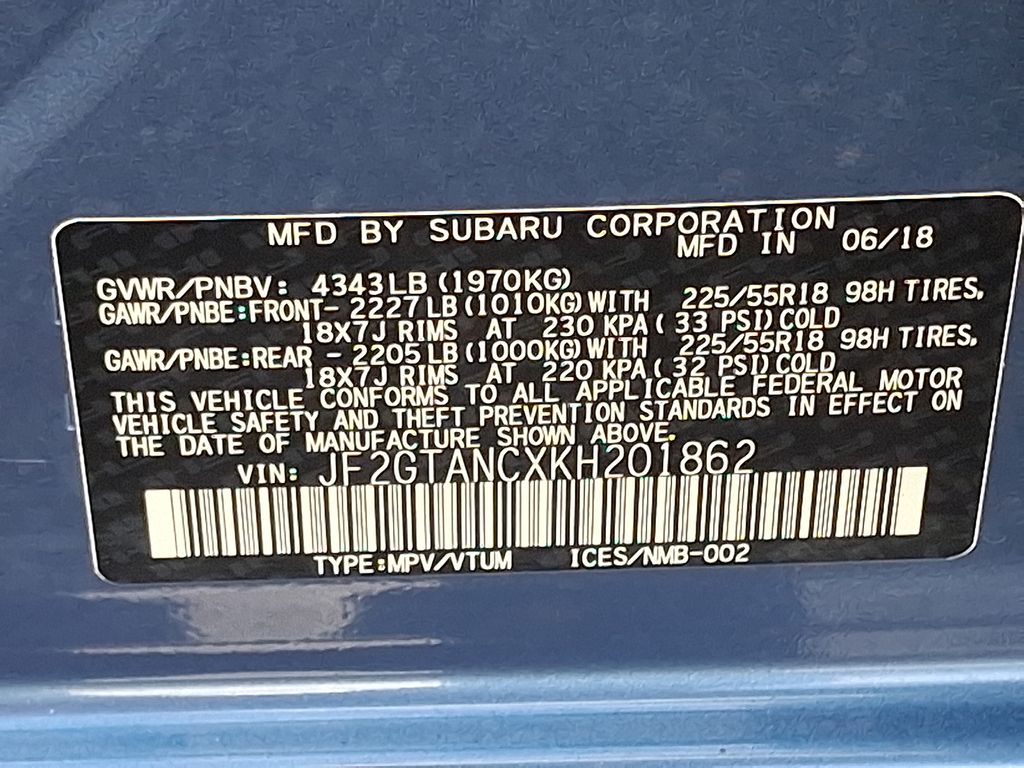 MFD BY SUBARU CORPORATION
MFD IN 06/18
GVWR/PNBV: 4343LB (1970KG)
GAWR/PNBE:FRONT- 2227LB(1010KG)WITH 225/55R18 98H TIRES,
18X7J RIMS AT 230 KPA( 33 PSI)COLD
GAWR/PNBE:REAR - 2205LB(1000KG)WITH 225/55R18 98H TIRES,
18X7J RIMS AT 220 KPA( 32 PSI)COLD
THIS VEHICLE CONFORMS TO ALL APPLICABLE FEDERAL MOTOR
VEHICLE SAFETY AND THEFT PREVENTION STANDARDS IN EFFECT ON
THE DATE OF MANUFACTURE SHOWN ABOVE.
VIN: JF2GTANCXKH201862
TYPE:MPV/VTUM ICES/NMB-002